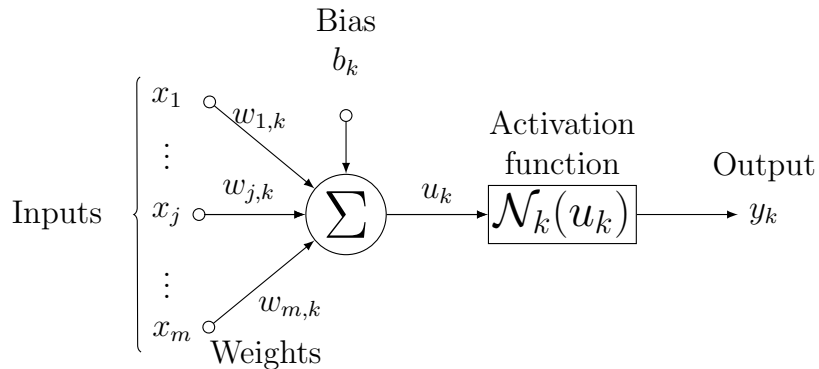 Bias
b_k
x_1
w_{1,k}
⋮
Activation
function
Output
Inputs
x_j
w_{j,k}
∑
u_k
𝒩_k(u_k)
y_k
⋮
w_{m,k}
x_m
Weights